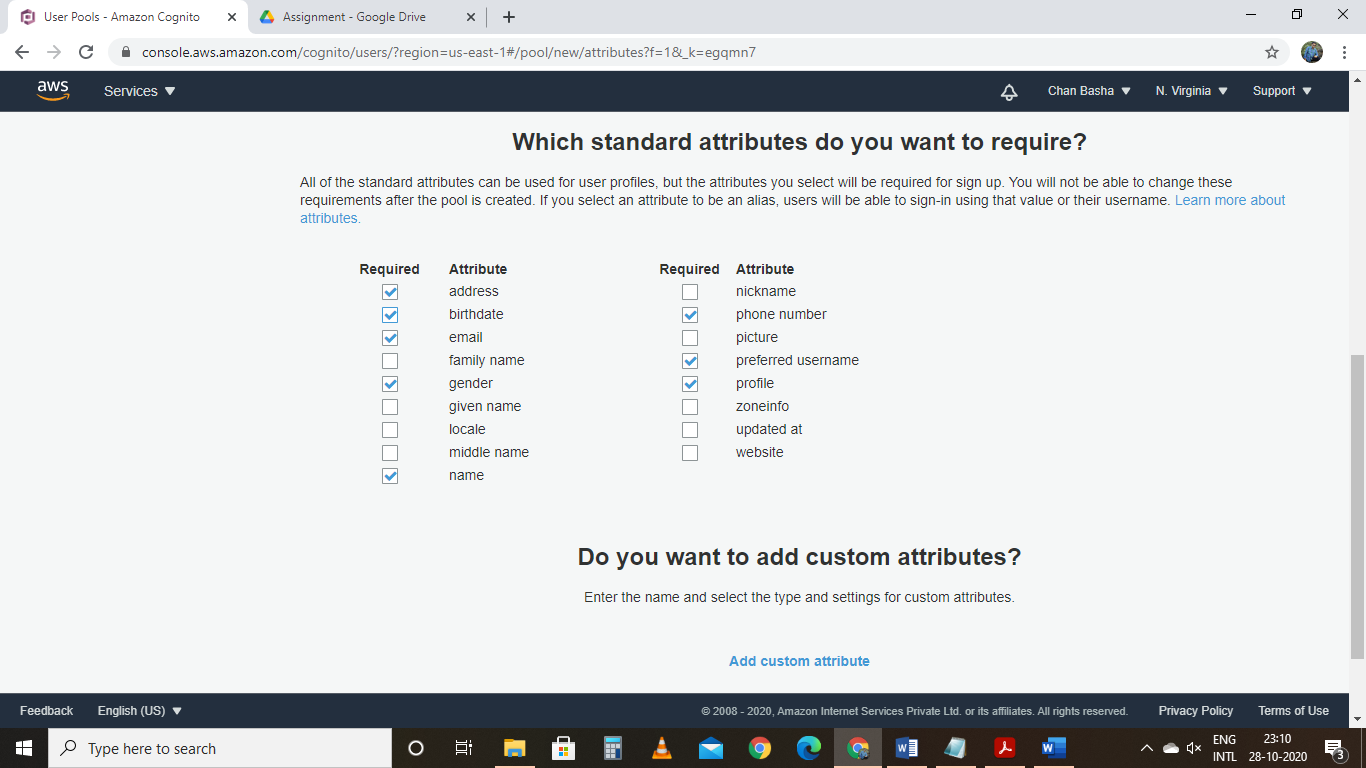 User Pools - Amazon Cognito
Assignment - Google Drive
console.aws.amazon.com/cognito/users/?region=us-east-1#/pool/new/attributes?f=1&_k=egqmn7
aws Services Chan Basha N. Virginia Support
Which standard attributes do you want to require?
All of the standard attributes can be used for user profiles, but the attributes you select will be required for sign up. You will not be able to change these
requirements after the pool is created. If you select an attribute to be an alias, users will be able to sign-in using that value or their username. Learn more about
attributes.
Required Attribute Required Attribute
address nickname
birthdate phone number
email picture
family name preferred username
gender profile
given name zoneinfo
locale updated at
middle name website
name
Do you want to add custom attributes?
Enter the name and select the type and settings for custom attributes.
Add custom attribute
Feedback English (US) © 2008 - 2020, Amazon Internet Services Private Ltd. or its affiliates. All rights reserved. Privacy Policy Terms of Use
Type here to search
ENG 23:10
INTL 28-10-2020 3